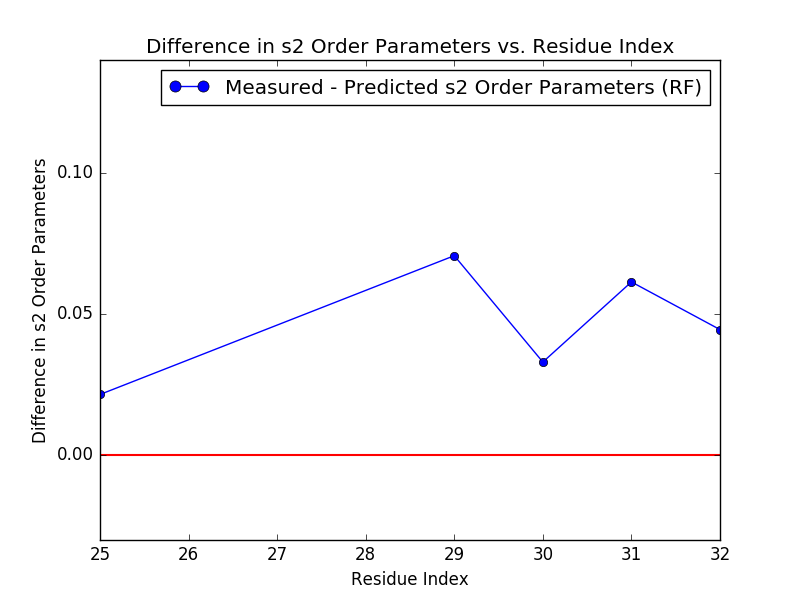 Difference in s2 Order Parameters vs. Residue Index
Measured - Predicted s2 Order Parameters (RF)
Difference in s2 Order Parameters
0.10
0.05
0.00
25 26 27 28 29 30 31 32
Residue Index